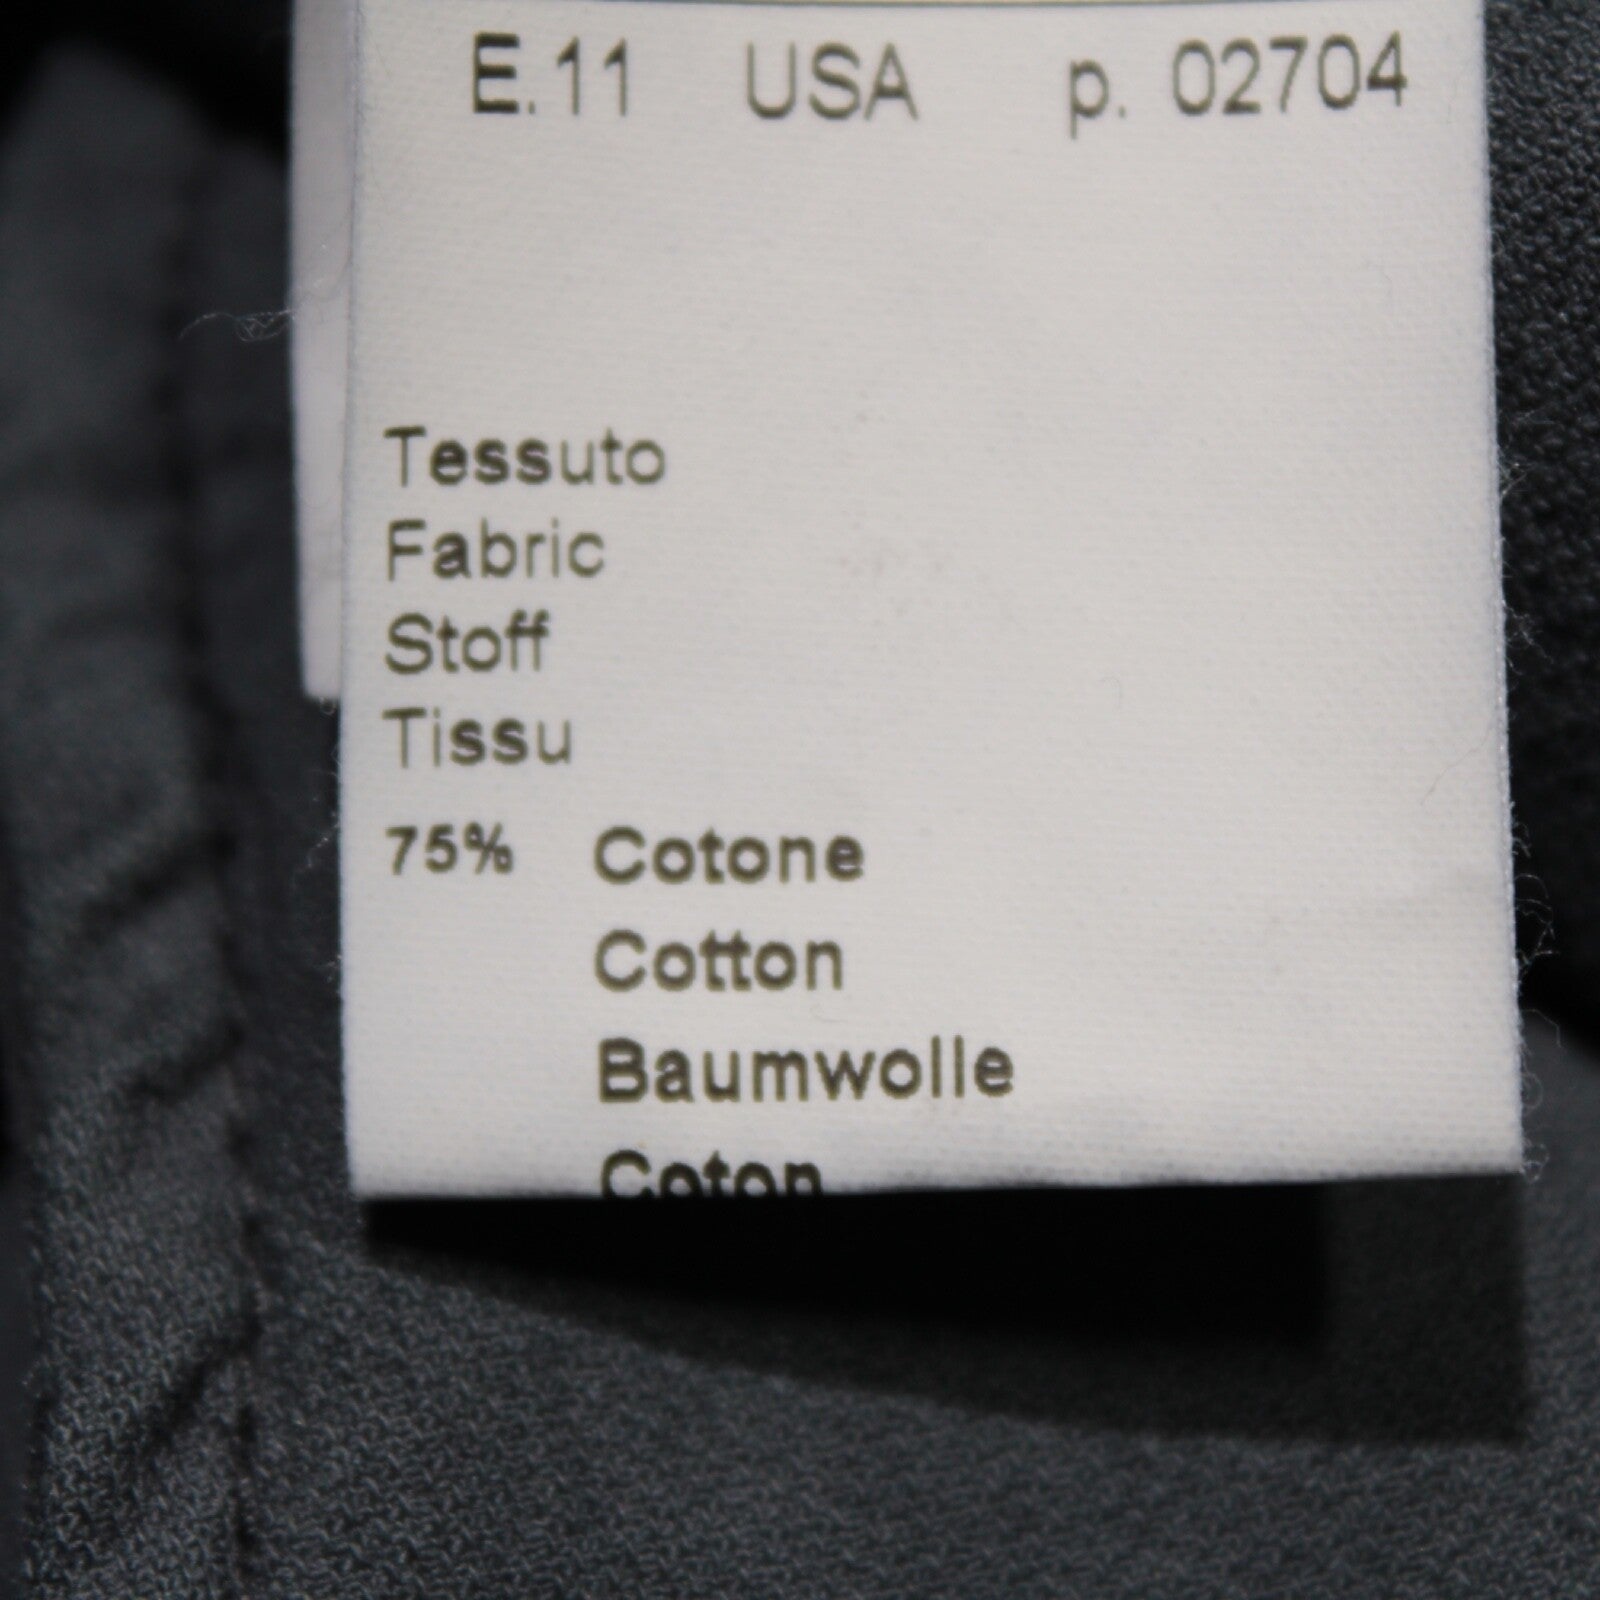 E.11 USA p. 02704
Tessuto
Fabric
Stoff
Tissu
75% Cotone
Cotton
Baumwolle
Coton